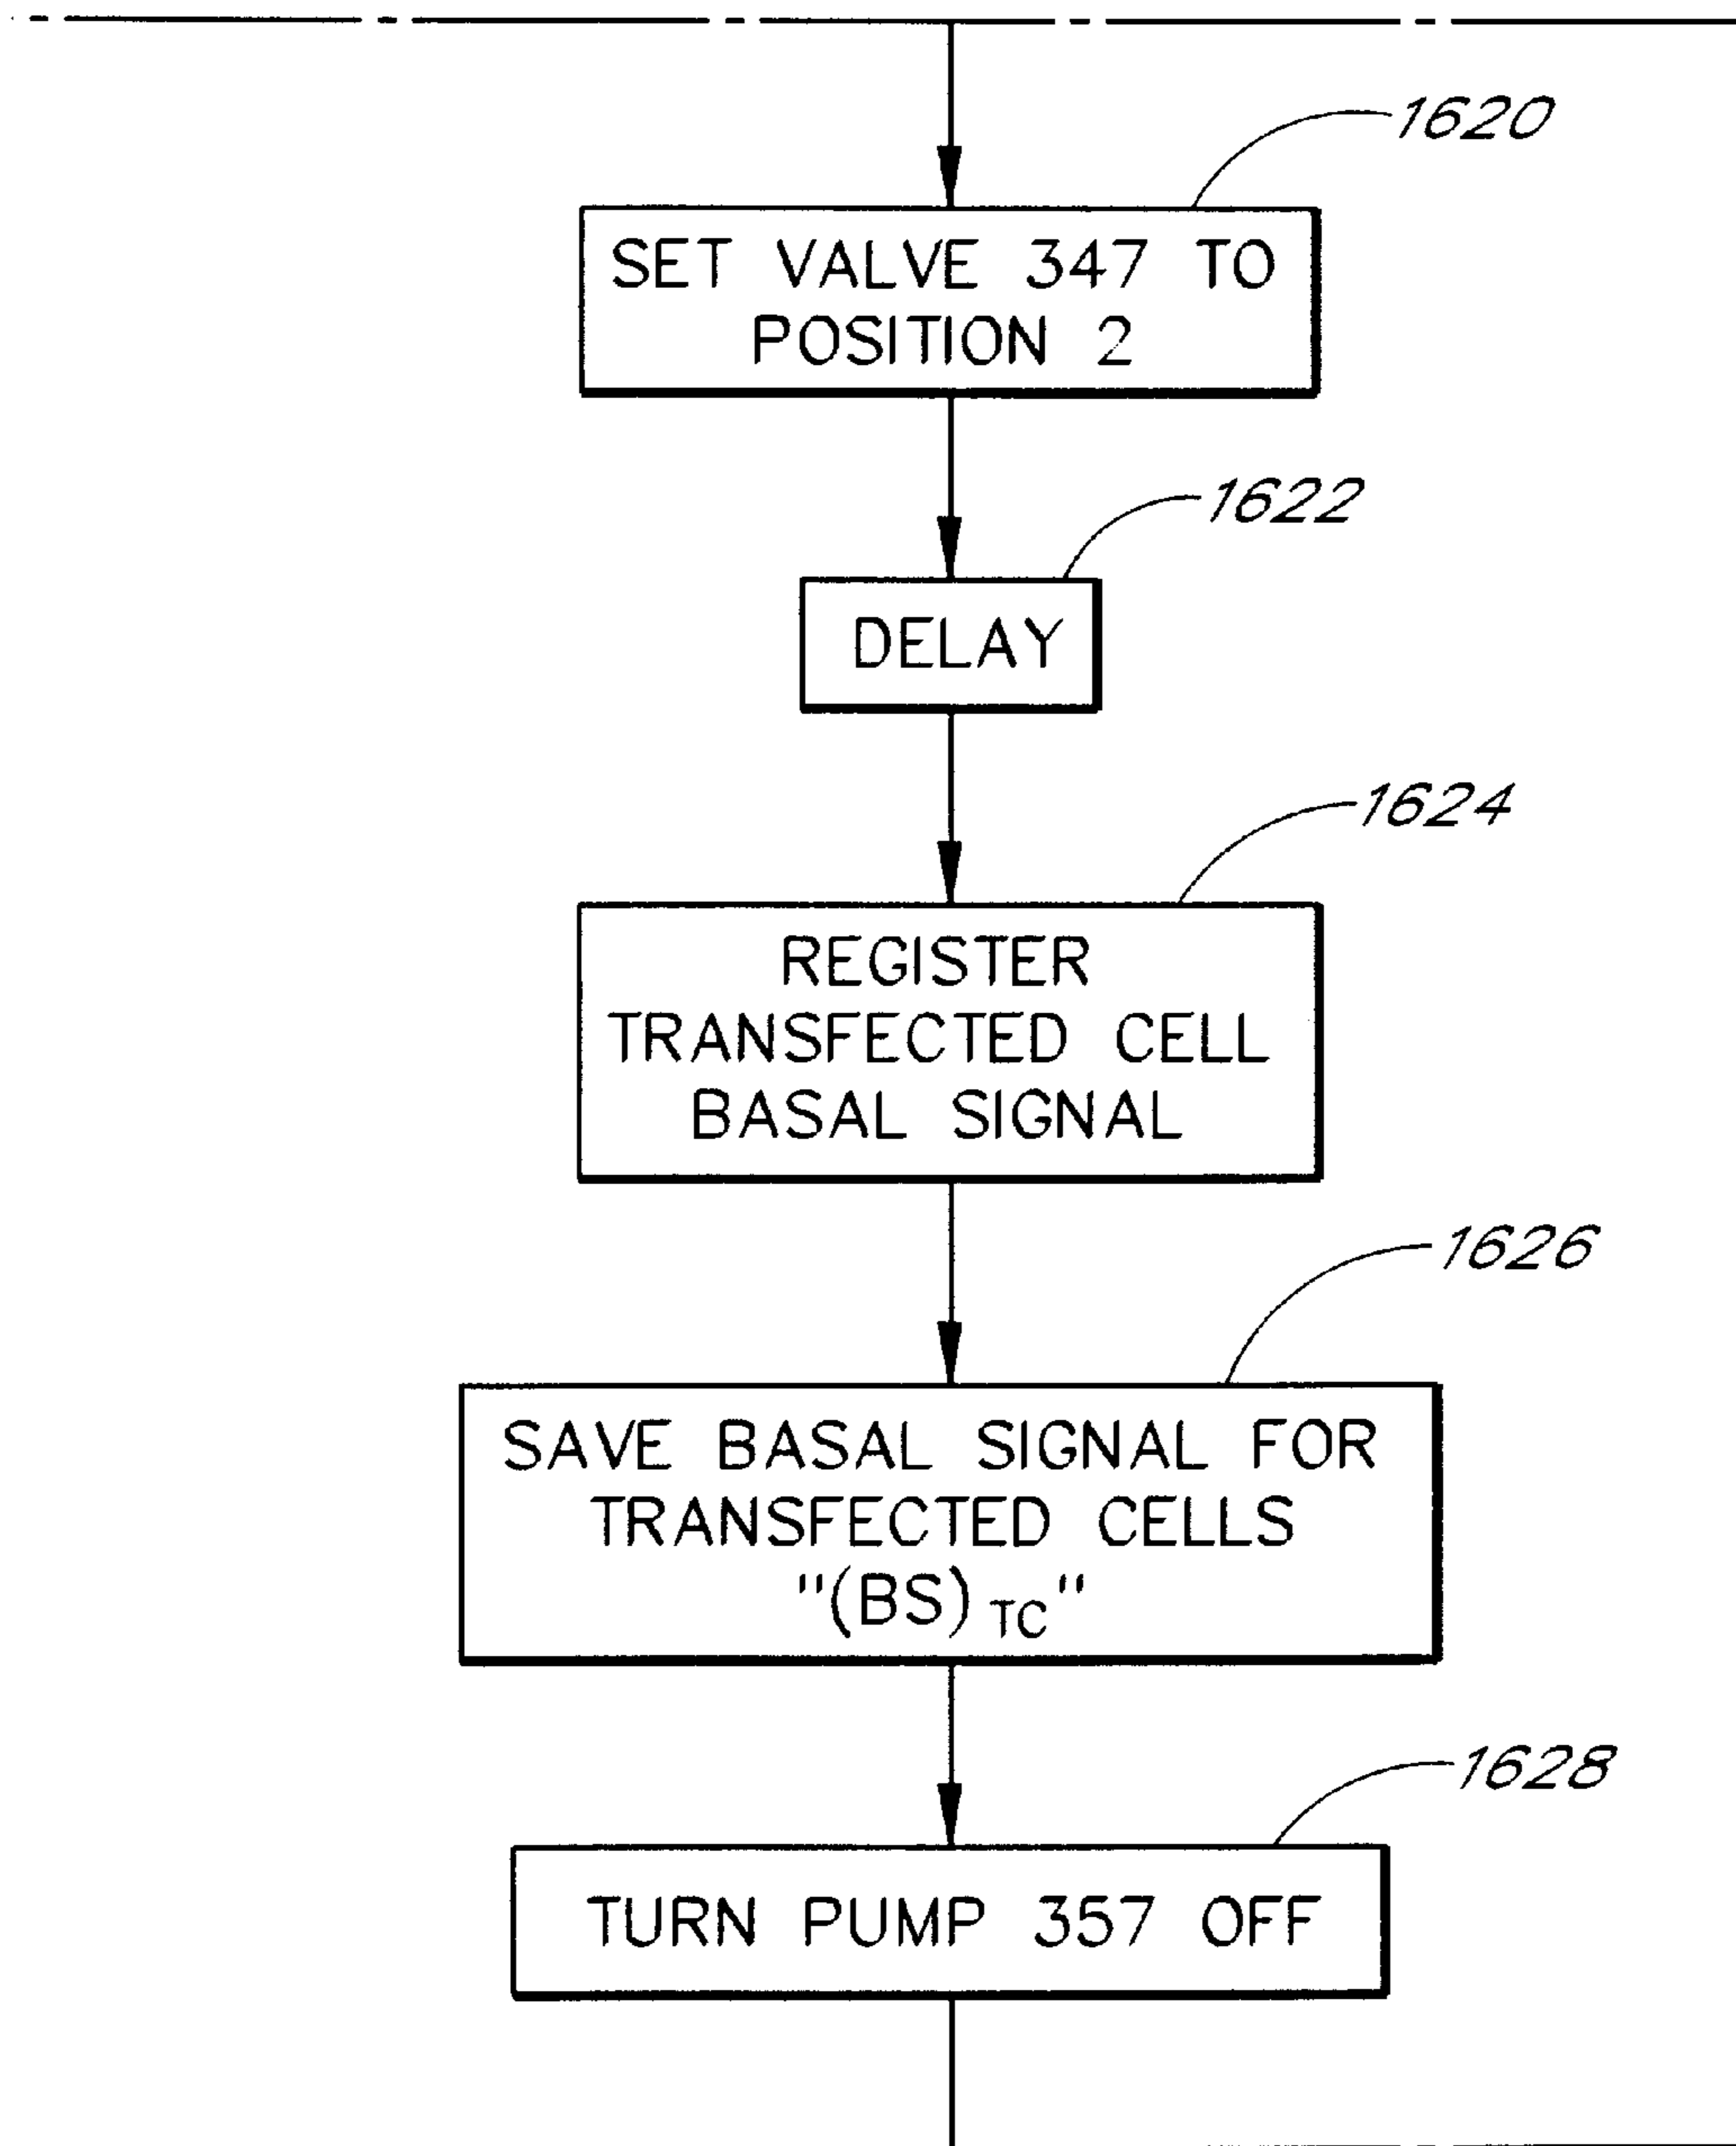 1620
SET VALVE 347 TO
POSITION 2
1622
DELAY
1624
REGISTER
TRANSFECTED CELL
BASAL SIGNAL
1626
SAVE BASAL SIGNAL FOR
TRANSFECTED CELLS
"(BS)TC"
1628
TURN PUMP 357 OFF